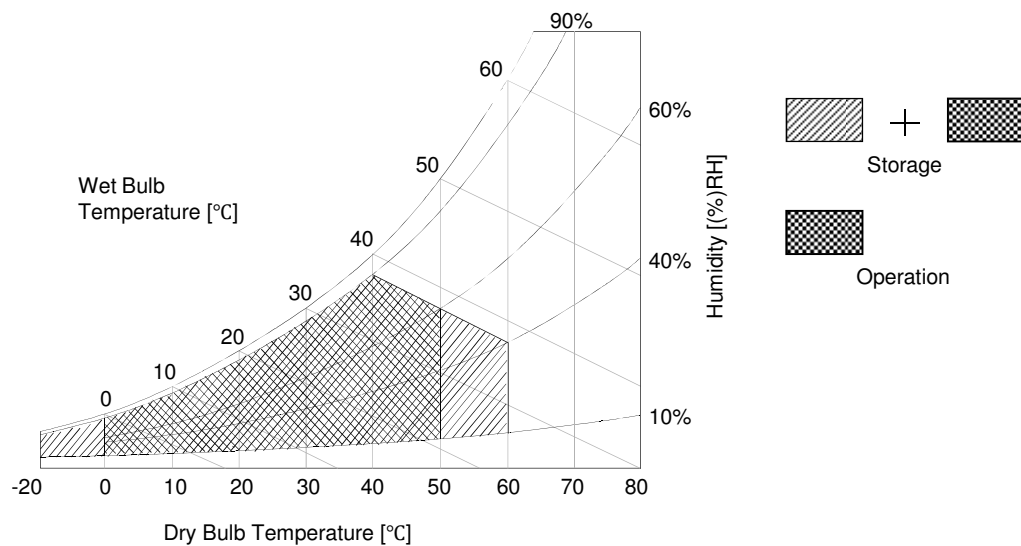 90%
60
60%
50
Wet Bulb
Temperature [°C]
40
40%
30
20
10
0
10%
Humidity [(%)RH]
-20 0 10 20 30 40 50 60 70 80
Dry Bulb Temperature [°C]
+
Storage
Operation